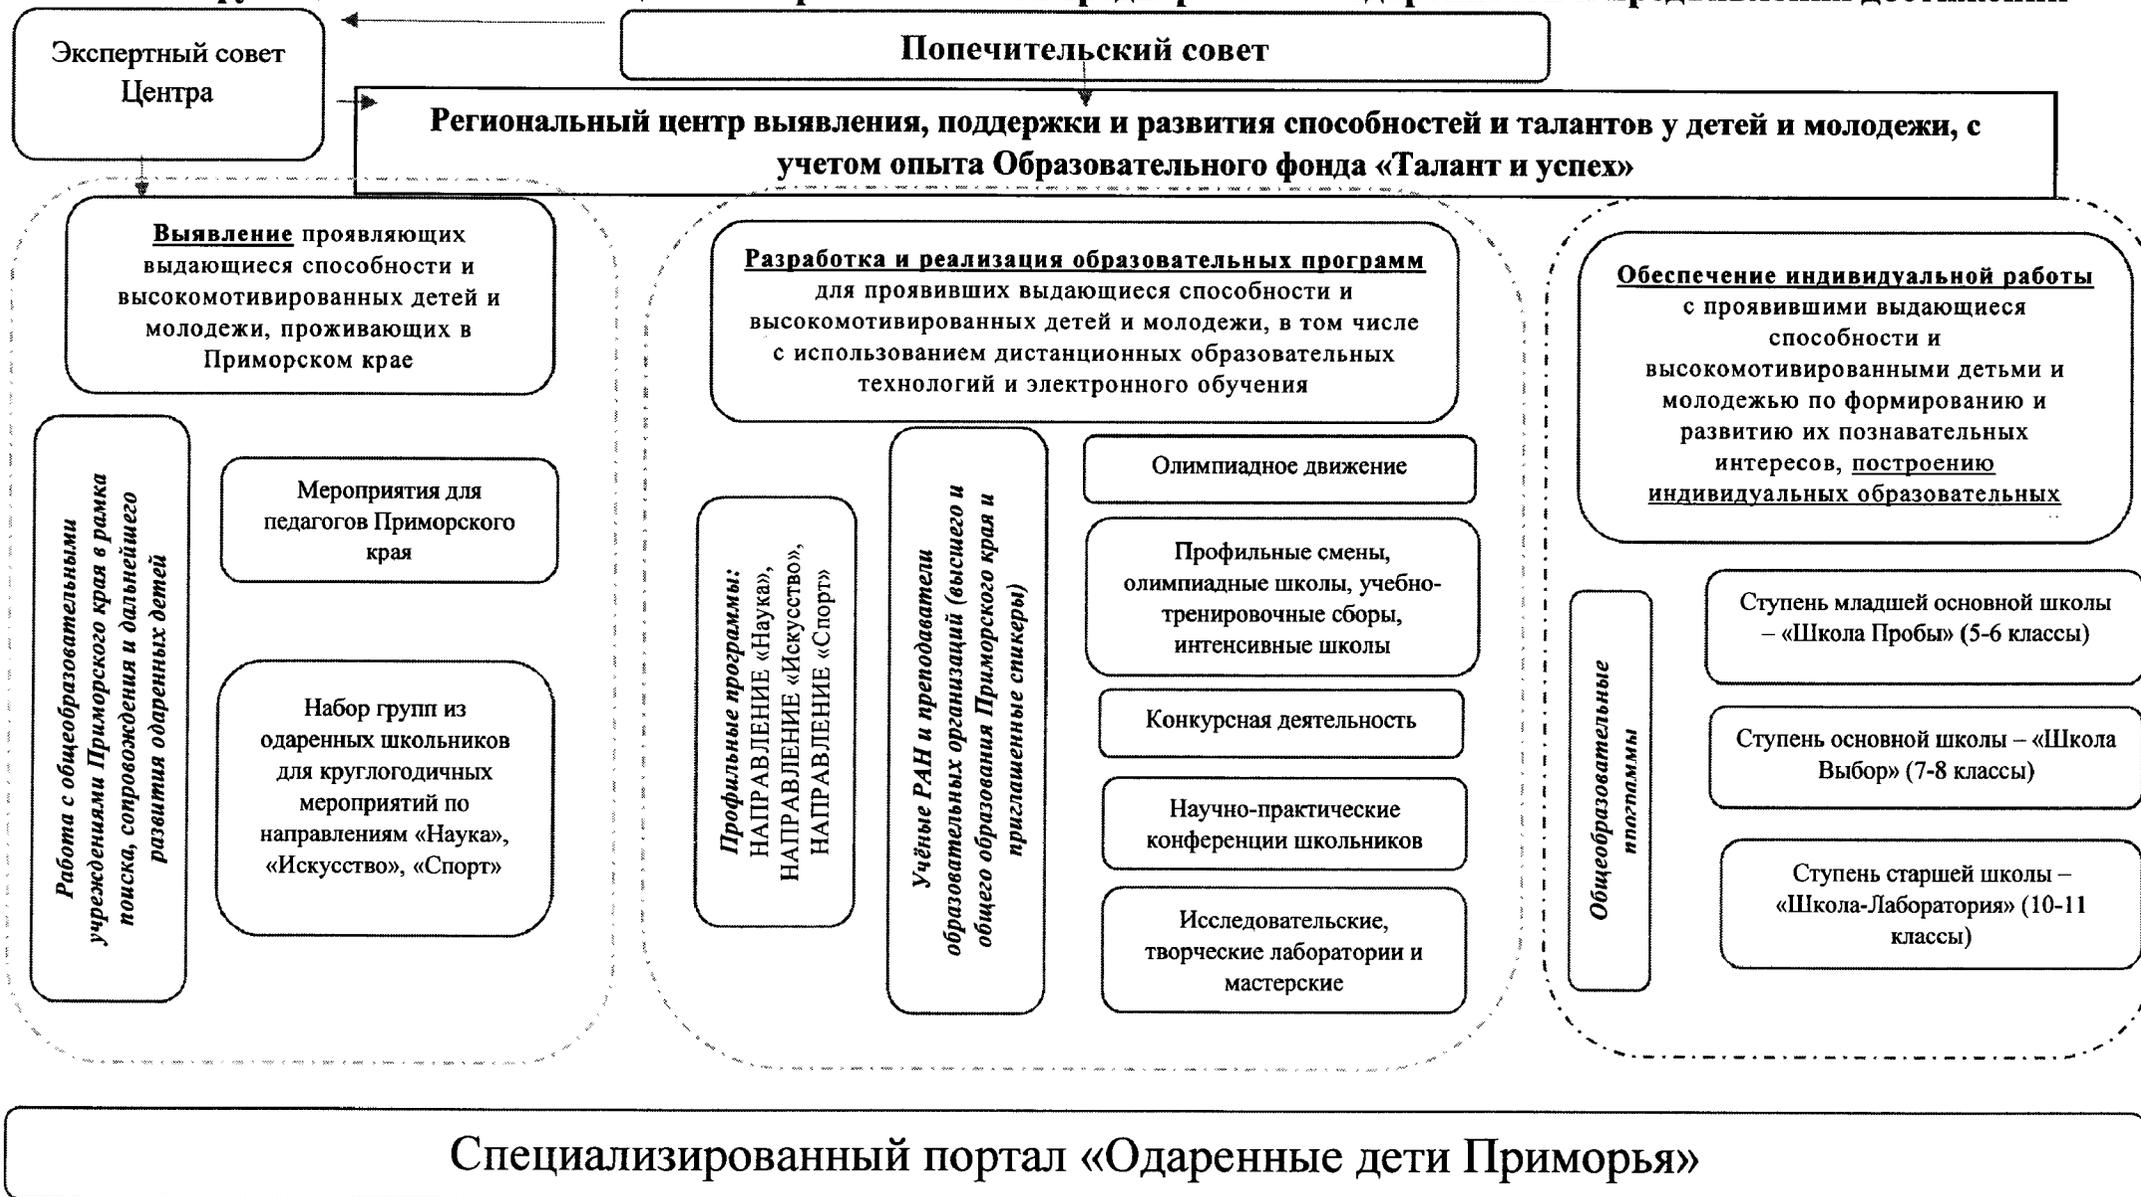 Экспертный совет
Центра
Попечительский совет
Региональный центр выявления, поддержки и развития способностей и талантов у детей и молодежи, с
учетом опыта Образовательного фонда «Талант и успех»
Выявление проявляющих
выдающиеся способности и
высокомотивированных детей и
молодежи, проживающих в
Приморском крае
Работа с общеобразовательными
учреждениями Приморского края в рамка
поиска, сопровождения и дальнейшего
развития одаренных детей
Мероприятия для
педагогов Приморского
края
Набор групп из
одаренных школьников
для круглогодичных
мероприятий по
направлениям «Наука»,
«Искусство», «Спорт»
Разработка и реализация образовательных программ
для проявивших выдающиеся способности и
высокомотивированных детей и молодежи, в том числе
с использованием дистанционных образовательных
технологий и электронного обучения
Профильные программы:
НАПРАВЛЕНИЕ «Наука»,
НАПРАВЛЕНИЕ «Искусство»,
НАПРАВЛЕНИЕ «Спорт»
Учёные РАН и преподаватели
образовательных организаций (высшего и
общего образования Приморского края и
приглашенные спикеры)
Олимпиадное движение
Профильные смены,
олимпиадные школы, учебно-
тренировочные сборы,
интенсивные школы
Конкурсная деятельность
Научно-практические
конференции школьников
Исследовательские,
творческие лаборатории и
мастерские
Обеспечение индивидуальной работы
с проявившими выдающиеся
способности и
высокомотивированными детьми и
молодежью по формированию и
развитию их познавательных
интересов, построению
индивидуальных образовательных
Общеобразовательные
программы
Ступень младшей основной школы
– «Школа Пробы» (5-6 классы)
Ступень основной школы – «Школа
Выбор» (7-8 классы)
Ступень старшей школы –
«Школа-Лаборатория» (10-11
классы)
Специализированный портал «Одаренные дети Приморья»